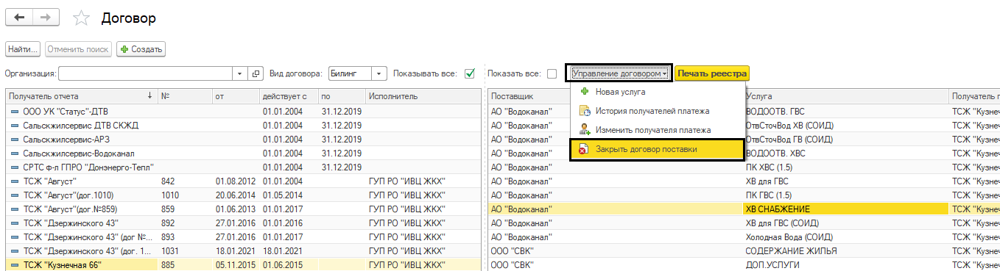 Договор
Найти... Отменить поиск Создать
Организация: Вид договора: Билинг Показывать все: Показать все: Управление договором Печать реестра
Получатель отчета № от действует с по Исполнитель
ООО УК "Статус"-ДТВ 01.01.2004 31.12.2019
Сальскжилсервис ДТВ СКЖД 01.01.2004 31.12.2019
Сальскжилсервис-АРЗ 01.01.2004 31.12.2019
Сальскжилсервис-Водоканал 01.01.2004 31.12.2019
СРТС ф-л ГПРО "Донэнерго-Тепл" 01.01.2004 31.12.2019
ТСЖ "Август" 842 01.08.2012 01.01.2004 ГУП РО "ИВЦ ЖКХ"
ТСЖ "Август"(дог.1010) 1010 20.06.2014 01.05.2014 ГУП РО "ИВЦ ЖКХ"
ТСЖ "Август"(дог.№859) 859 01.06.2013 01.01.2017 ГУП РО "ИВЦ ЖКХ"
ТСЖ "Дзержинского 43" 892 27.01.2016 01.01.2016 ГУП РО "ИВЦ ЖКХ"
ТСЖ "Дзержинского 43" (дог №... 893 27.01.2016 01.01.2017 ГУП РО "ИВЦ ЖКХ"
ТСЖ "Дзержинского 43" (дог. 1... 1031 18.01.2021 18.01.2021 ГУП РО "ИВЦ ЖКХ"
ТСЖ "Кузнечная 66" 885 05.11.2015 01.06.2015 ГУП РО "ИВЦ ЖКХ"
Новая услуга
История получателей платежа
Изменить получателя платежа
Закрыть договор поставки
Поставщик Услуга Получатель п
АО "Водоканал" ВОДООТВ. ГВС ТСЖ "Кузнеч
АО "Водоканал" ОтвСточВод ХВ (СОИД) ТСЖ "Кузнеч
АО "Водоканал" ОтвСточВод ГВ (СОИД) ТСЖ "Кузнеч
АО "Водоканал" ВОДООТВ. ХВС ТСЖ "Кузнеч
АО "Водоканал" ПК ХВС (1.5) ТСЖ "Кузнеч
АО "Водоканал" ХВ для ГВС ТСЖ "Кузнеч
АО "Водоканал" ПК ГВС (1.5) ТСЖ "Кузнеч
АО "Водоканал" ХВ СНАБЖЕНИЕ ТСЖ "Кузнеч
АО "Водоканал" ХВ для ГВС (СОИД) ТСЖ "Кузнеч
АО "Водоканал" Холодная Вода (СОИД) ТСЖ "Кузнеч
ООО "СВК" СОДЕРЖАНИЕ ЖИЛЬЯ ТСЖ "Кузнеч
ООО "СВК" ДОП.УСЛУГИ ТСЖ "Кузнеч